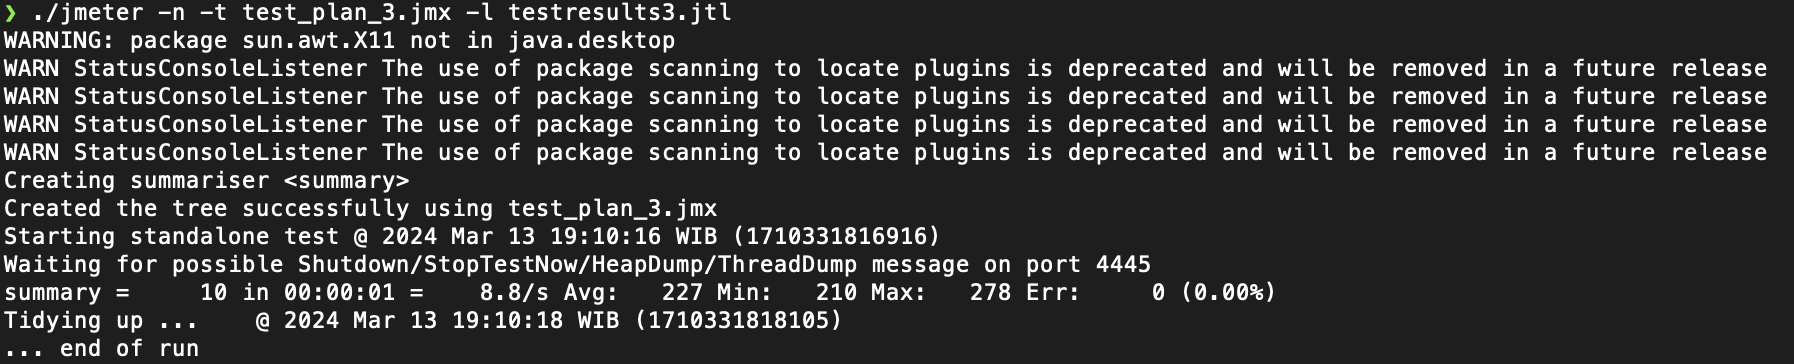 ❯ ./jmeter -n -t test_plan_3.jmx -l testresults3.jtl
WARNING: package sun.awt.X11 not in java.desktop
WARN StatusConsoleListener The use of package scanning to locate plugins is deprecated and will be removed in a future release
WARN StatusConsoleListener The use of package scanning to locate plugins is deprecated and will be removed in a future release
WARN StatusConsoleListener The use of package scanning to locate plugins is deprecated and will be removed in a future release
WARN StatusConsoleListener The use of package scanning to locate plugins is deprecated and will be removed in a future release
Creating summariser <summary>
Created the tree successfully using test_plan_3.jmx
Starting standalone test @ 2024 Mar 13 19:10:16 WIB (1710331816916)
Waiting for possible Shutdown/StopTestNow/HeapDump/ThreadDump message on port 4445
summary =     10 in 00:00:01 =    8.8/s Avg:   227 Min:   210 Max:   278 Err:     0 (0.00%)
Tidying up ...    @ 2024 Mar 13 19:10:18 WIB (1710331818105)
... end of run